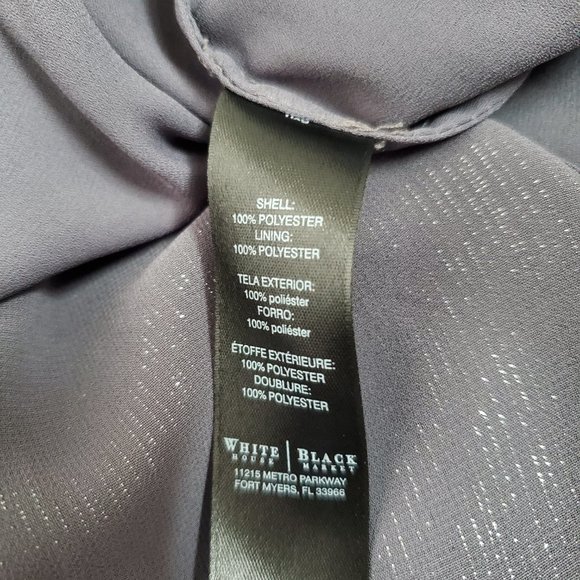 SHELL:
100% POLYESTER
LINING:
100% POLYESTER
TELA EXTERIOR:
100% poliéster
FORRO:
100% poliéster
ÉTOFFE EXTÉRIEURE:
100% POLYESTER
DOUBLURE:
100% POLYESTER
WHITE | BLACK
HOUSE | MARKET
11215 METRO PARKWAY
FORT MYERS, FL 33966